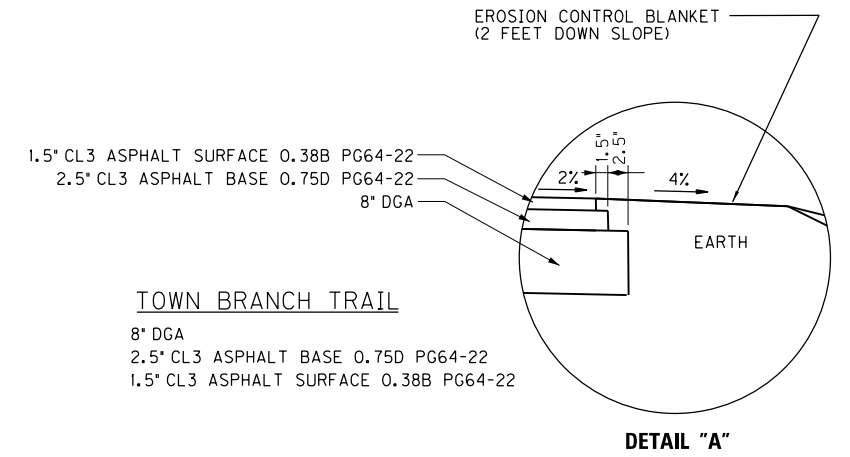 EROSION CONTROL BLANKET
(2 FEET DOWN SLOPE)
1.5" CL3 ASPHALT SURFACE 0.38B PG64-22
2.5" CL3 ASPHALT BASE 0.75D PG64-22
8" DGA
1.5"
2.5"
2%
4%
EARTH
TOWN BRANCH TRAIL
8" DGA
2.5" CL3 ASPHALT BASE 0.75D PG64-22
1.5" CL3 ASPHALT SURFACE 0.38B PG64-22
DETAIL "A"